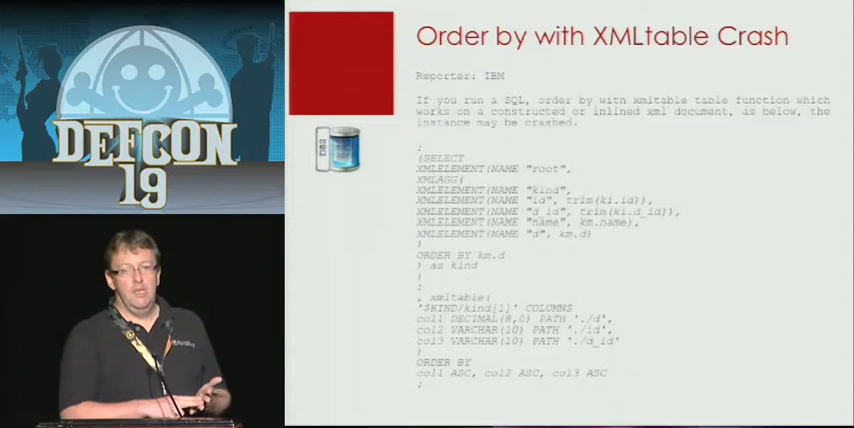 DEFCON
19
Order by with XMLtable Crash
Reporter: IBM
If you run a SQL, order by with xmltable table function which
works on a constructed or inlined xml document, as below, the
instance may be crashed.
:
(SELECT
XMLELEMENT(NAME "root",
XMLAGG(
XMLELEMENT(NAME "kind",
XMLELEMENT(NAME "id", trim(ki.id)),
XMLELEMENT(NAME "d_id", trim(ki.d_id)),
XMLELEMENT(NAME "name", km.name),
XMLELEMENT(NAME "d", km.d)
)
ORDER BY km.d
) as kind
)
:
, xmltable(
'$KIND/kind[1]' COLUMNS
col1 DECIMAL(8,0) PATH './d',
col2 VARCHAR(10) PATH './id',
col3 VARCHAR(10) PATH './d_id'
)
ORDER BY
col1 ASC, col2 ASC, col3 ASC
;
DB2